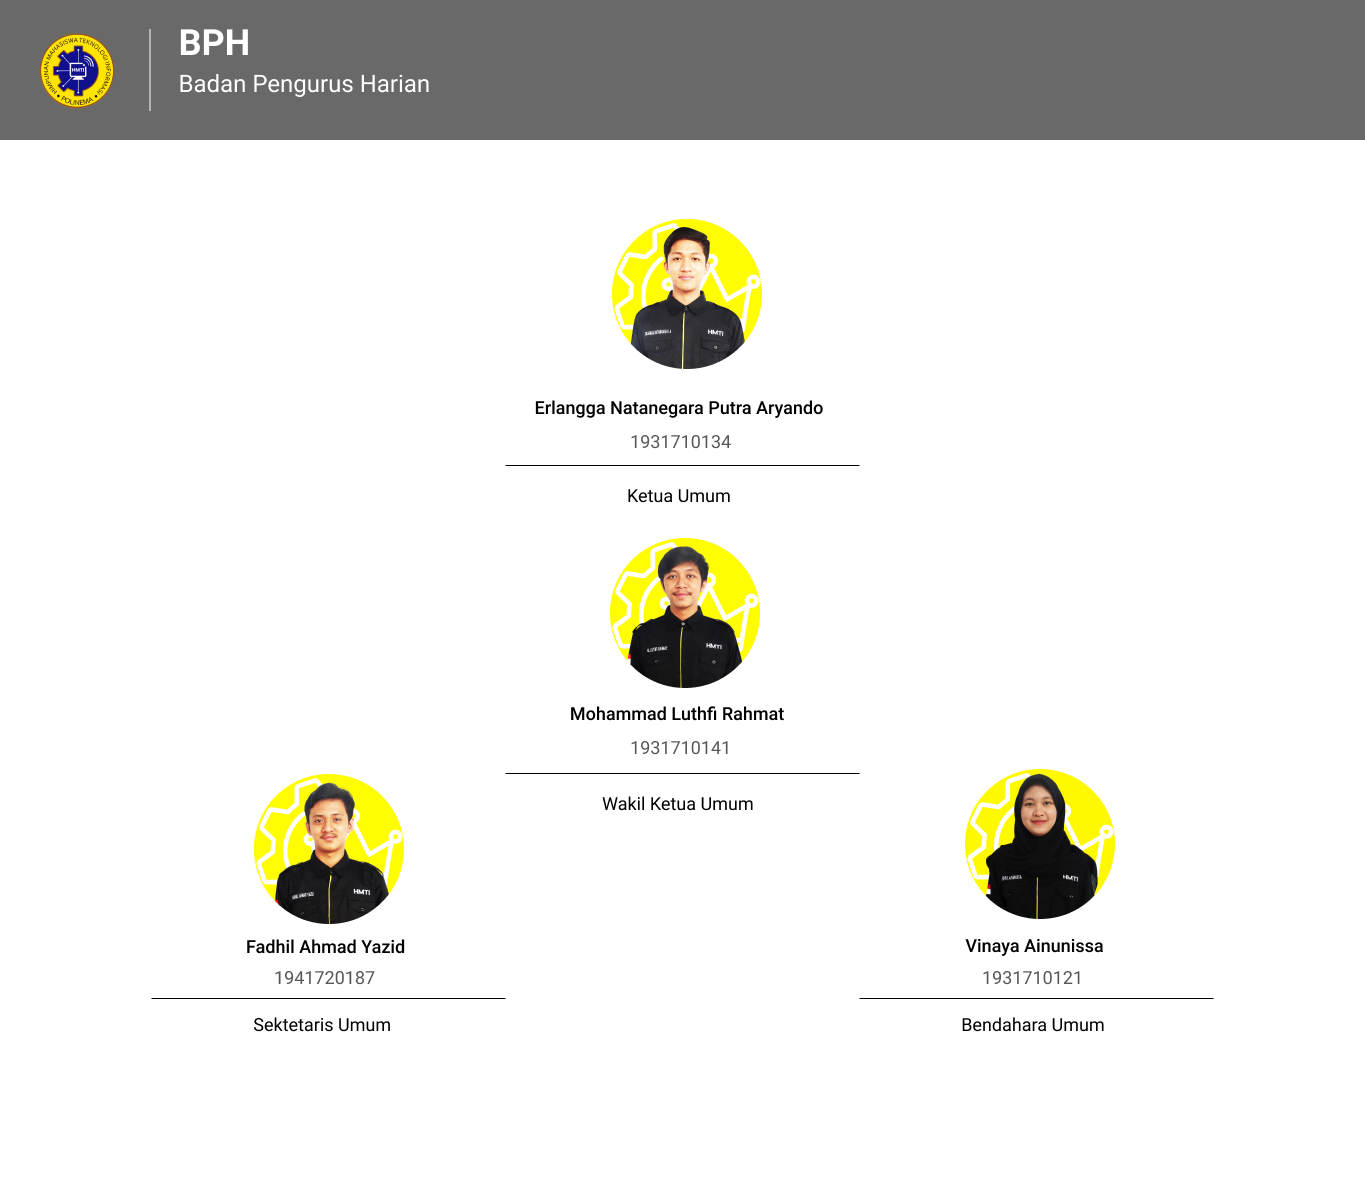 HIMPUNAN MAHASISWA TEKNOLOGI INFORMASI
HMTI
POLINEMA
BPH
Badan Pengurus Harian
HMTI
Erlangga Natanegara Putra Aryando
1931710134
Ketua Umum
HMTI
Mohammad Luthfi Rahmat
1931710141
Wakil Ketua Umum
HMTI
HMTI
Fadhil Ahmad Yazid
Vinaya Ainunissa
1941720187
1931710121
Sektetaris Umum
Bendahara Umum